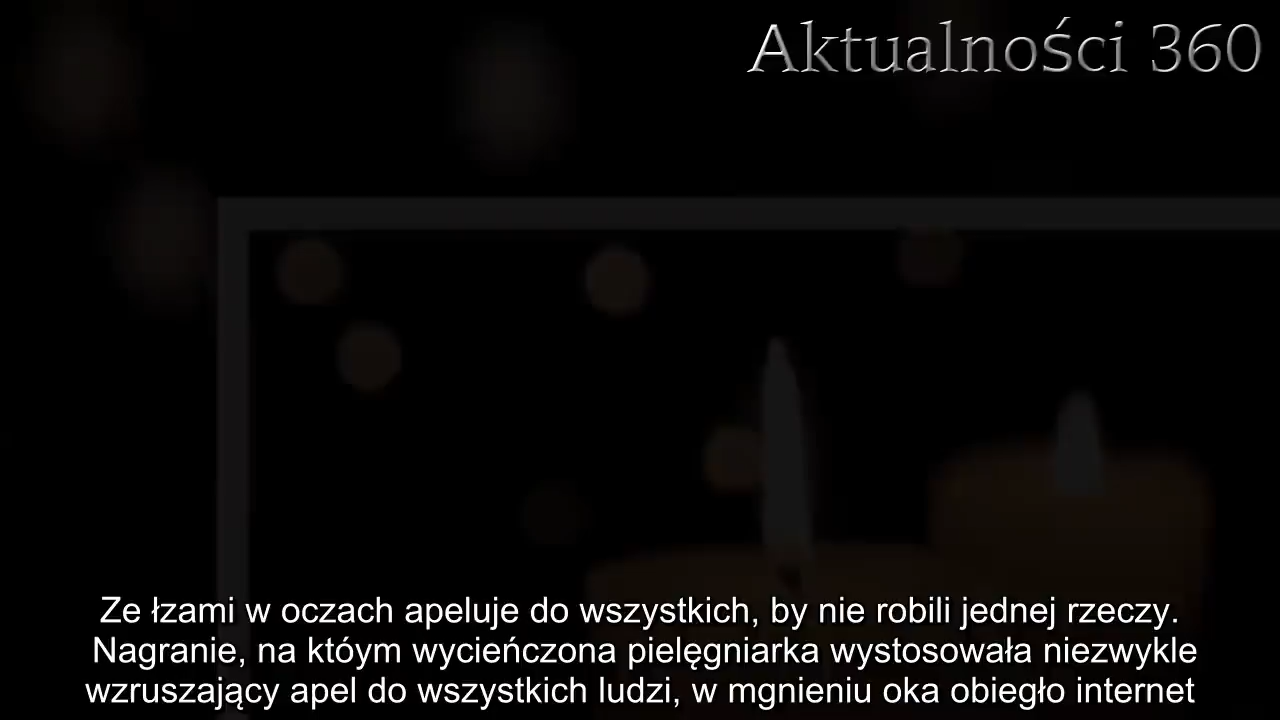 Aktualności 360
Ze łzami w oczach apeluje do wszystkich, by nie robili jednej rzeczy.
Nagranie, na któym wycieńczona pielęgniarka wystosowała niezwykle
wzruszający apel do wszystkich ludzi, w mgnieniu oka obiegło internet